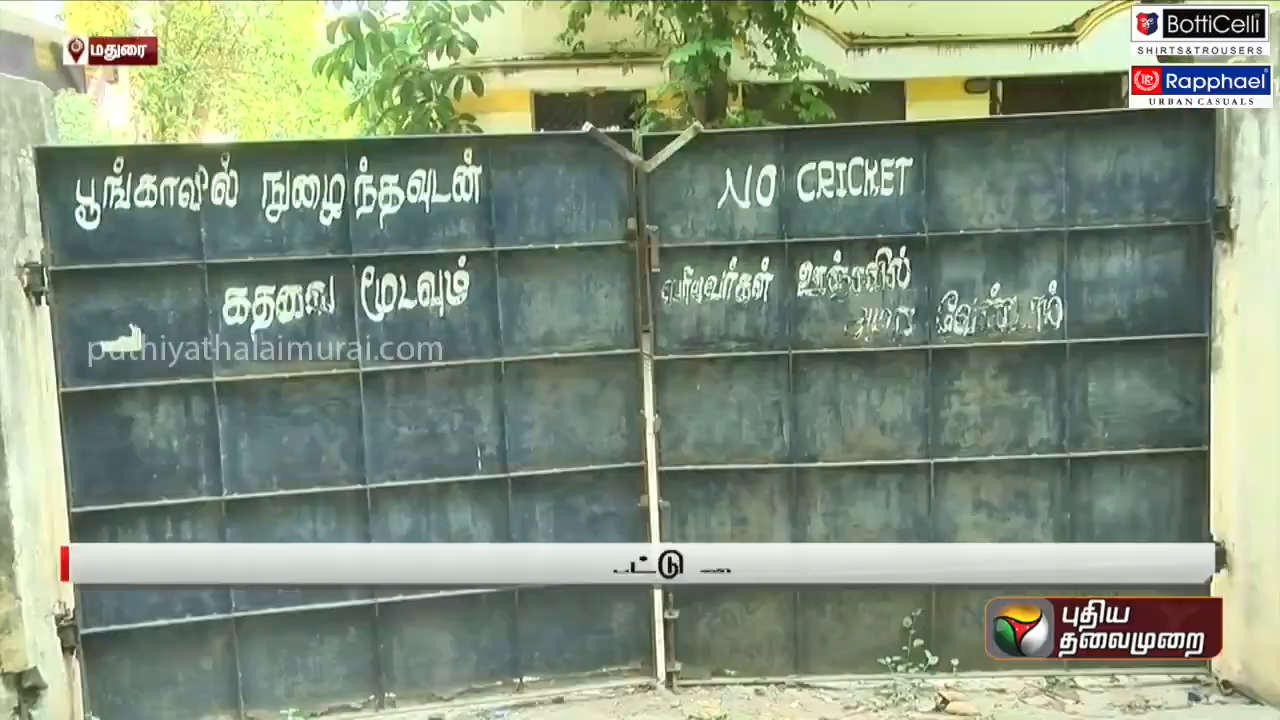 மதுரை
BOTTICELLI
SHIRTS&TROUSERS
Rapphael
URBAN CASUALS
பூங்காவில் நுழைந்தவுடன்
கதவை மூடவும்
NO CRICKET
பெரியவர்கள் ஊஞ்சலில்
ஆட வேண்டாம்
puthiyathalaimurai.com
புதிய
தலைமுறை